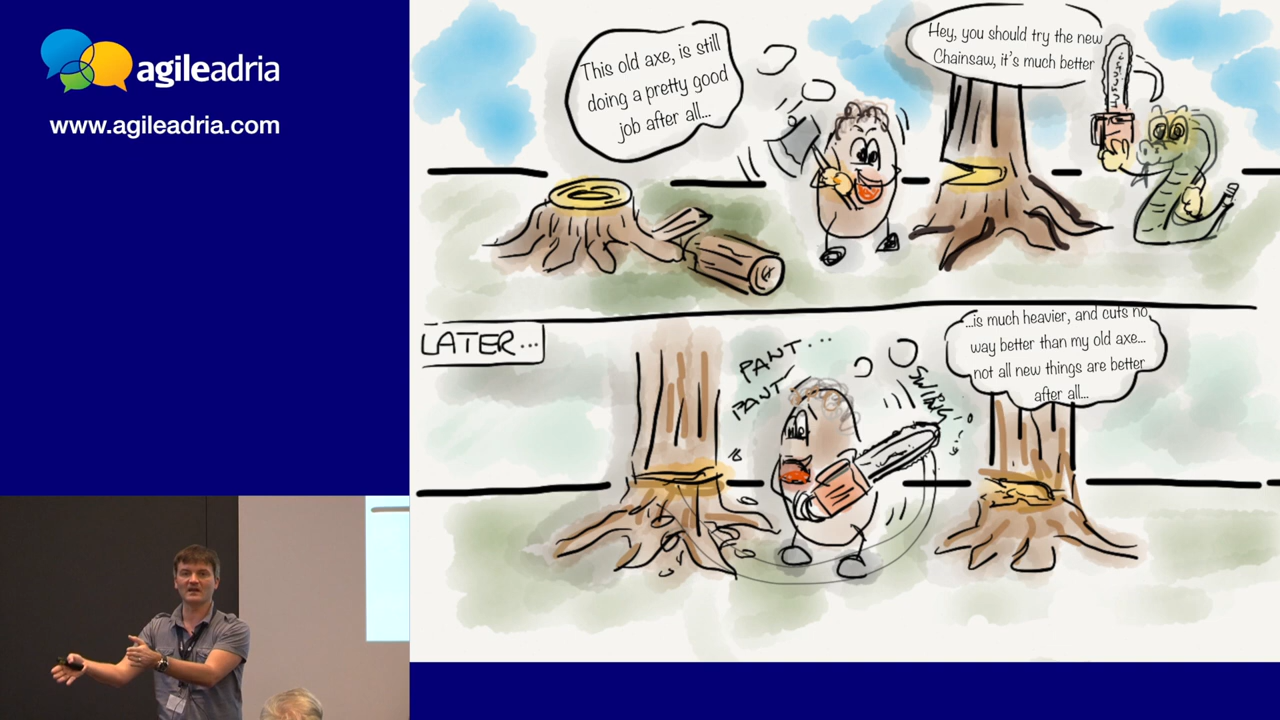 agileadria
www.agileadria.com
This old axe, is still
doing a pretty good
job after all...
Hey, you should try the new
Chainsaw, it's much better
LATER...
PANT...
PANT
SWING
...is much heavier, and cuts no
way better than my old axe...
not all new things are better
after all...